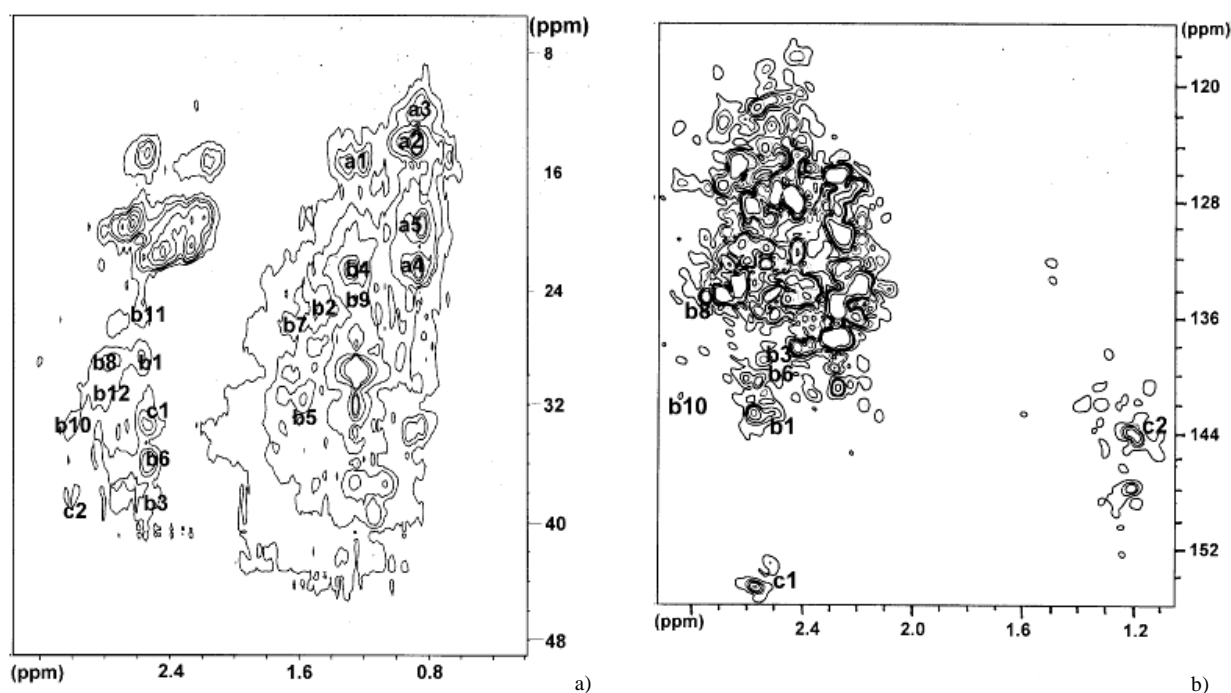 (ppm)
8
a3
a2
a1
16
a5
b4
a4
24
b9
b11
b2
b7
b8
b1
b12
32
c1
b5
b10
b6
c2
b3
40
48
(ppm)
2.4
1.6
0.8
a)
(ppm)
120
128
b8
136
b3
b6
b10
b1
c2
144
152
c1
(ppm)
2.4
2.0
1.6
1.2
b)